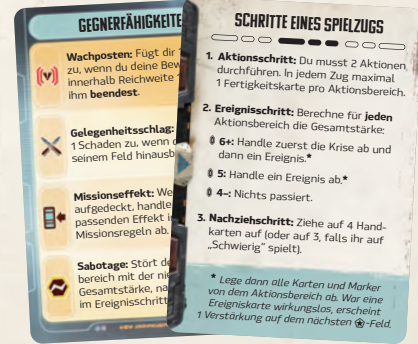 GEGNERFÄHIGKEITE
Wachposten: Fügt dir
zu, wenn du deine Bew
innerhalb Reichweite
ihm beendest.
Gelegenheitsschlag:
1 Schaden zu, wenn d
seinem Feld hinausb
Missionseffekt: We
aufgedeckt, handle
passenden Effekt i
Missionsregeln ab.
Sabotage: Stört de
bereich mit der nie
Gesamtstärke, na
im Ereignisschritt
SCHRITTE EINES SPIELZUGS
1. Aktionsschritt: Du musst 2 Aktionen
durchführen. In jedem Zug maximal
1 Fertigkeitskarte pro Aktionsbereich.
2. Ereignisschritt: Berechne für jeden
Aktionsbereich die Gesamtstärke:
6+: Handle zuerst die Krise ab und
dann ein Ereignis.*
5: Handle ein Ereignis ab.*
4–: Nichts passiert.
3. Nachziehschritt: Ziehe auf 4 Hand-
karten auf (oder auf 3, falls ihr auf
„Schwierig“ spielt).
* Lege dann alle Karten und Marker
von dem Aktionsbereich ab. War eine
Ereigniskarte wirkungslos, erscheint
1 Verstärkung auf dem nächsten -Feld.